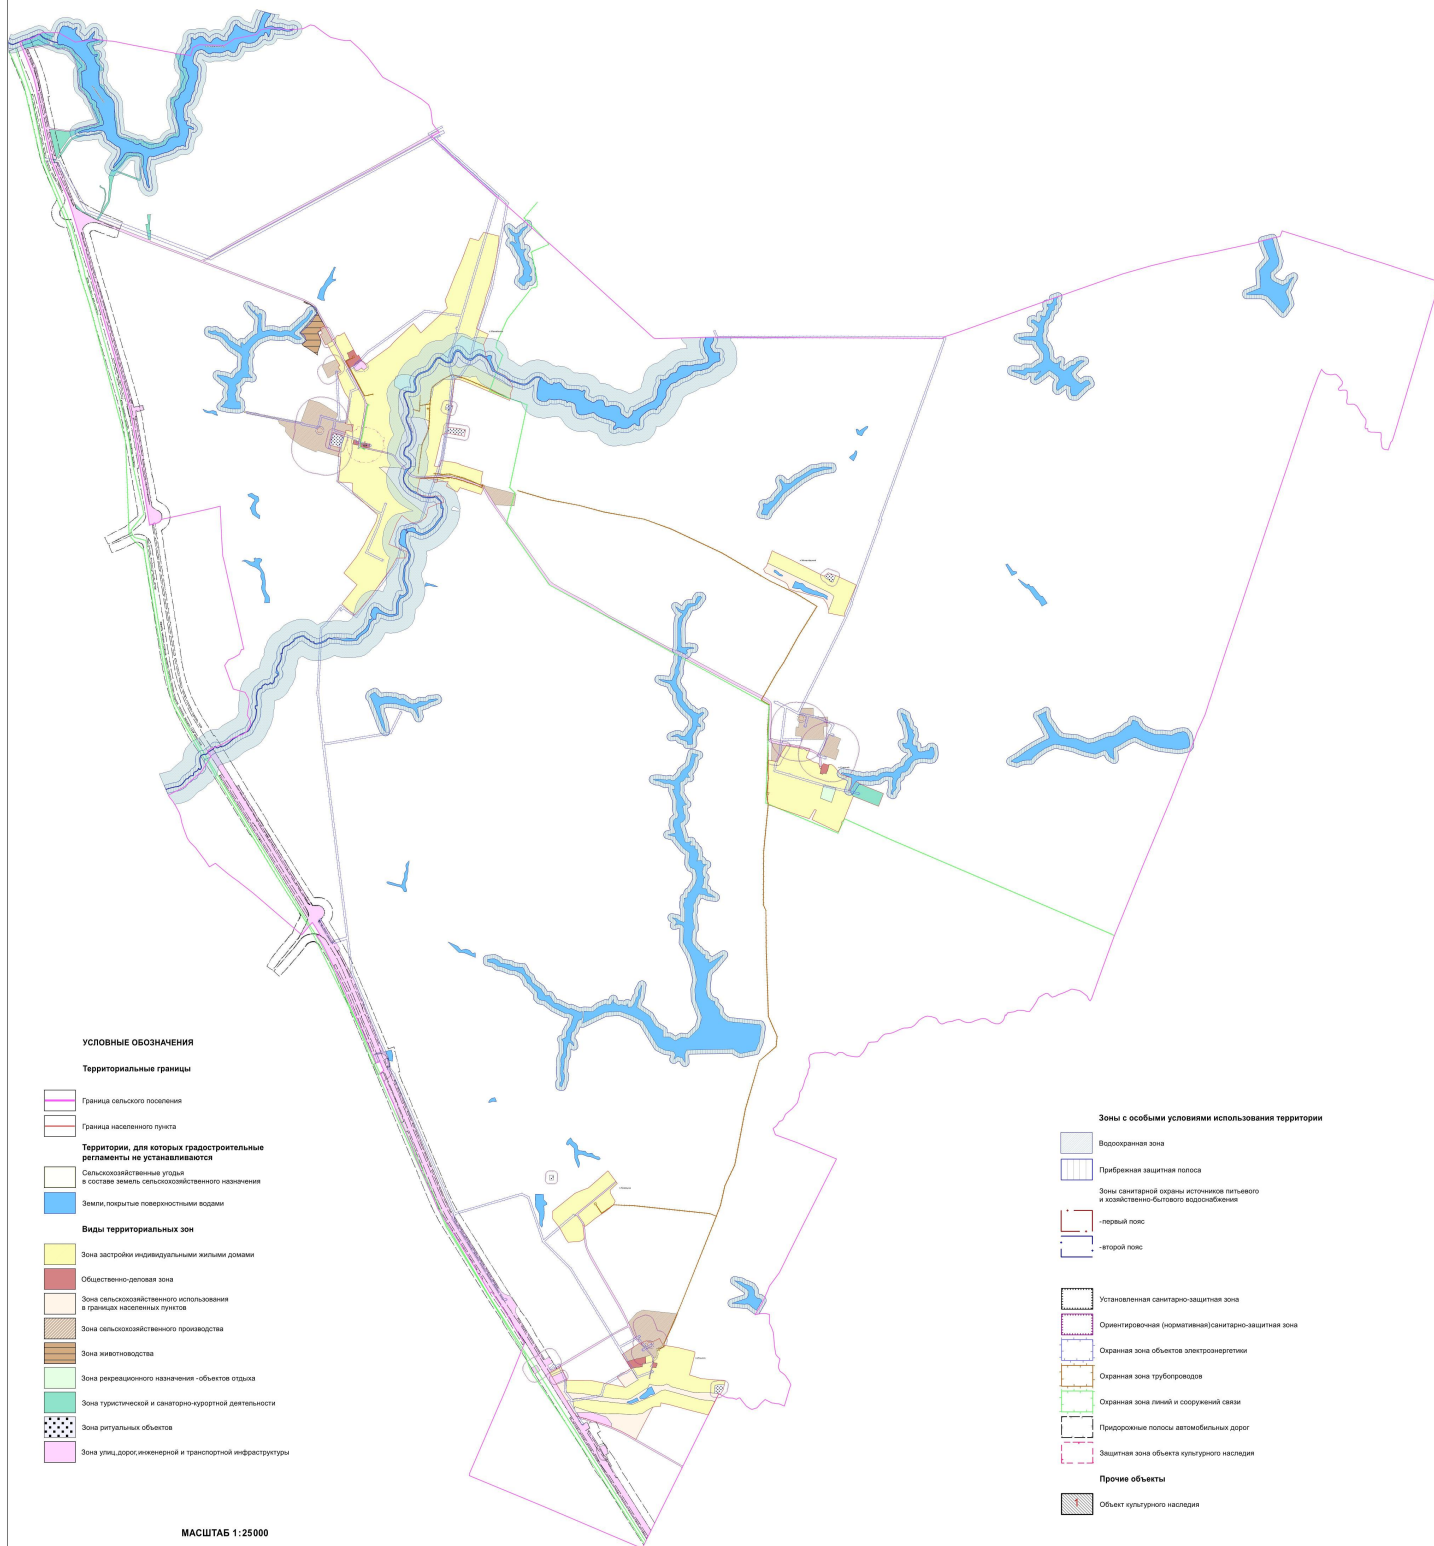 УСЛОВНЫЕ ОБОЗНАЧЕНИЯ
Территориальные границы
Граница сельского поселения
Граница населенного пункта
Территории, для которых градостроительные
регламенты не устанавливаются
Сельскохозяйственные угодья
в составе земель сельскохозяйственного назначения
Земли, покрытые поверхностными водами
Виды территориальных зон
Зона застройки индивидуальными жилыми домами
Общественно-деловая зона
Зона сельскохозяйственного использования
в границах населенных пунктов
Зона сельскохозяйственного производства
Зона животноводства
Зона рекреационного назначения -объектов отдыха
Зона туристической и санаторно-курортной деятельности
Зона ритуальных объектов
Зона улиц,дорог,инженерной и транспортной инфраструктуры
МАСШТАБ 1:25000
Зоны с особыми условиями использования территории
Водоохранная зона
Прибрежная защитная полоса
Зоны санитарной охраны источников питьевого
и хозяйственно-бытового водоснабжения
-первый пояс
-второй пояс
Установленная санитарно-защитная зона
Ориентировочная (нормативная)санитарно-защитная зона
Охранная зона объектов электроэнергетики
Охранная зона трубопроводов
Охранная зона линий и сооружений связи
Придорожные полосы автомобильных дорог
Защитная зона объекта культурного наследия
Прочие объекты
1
Объект культурного наследия